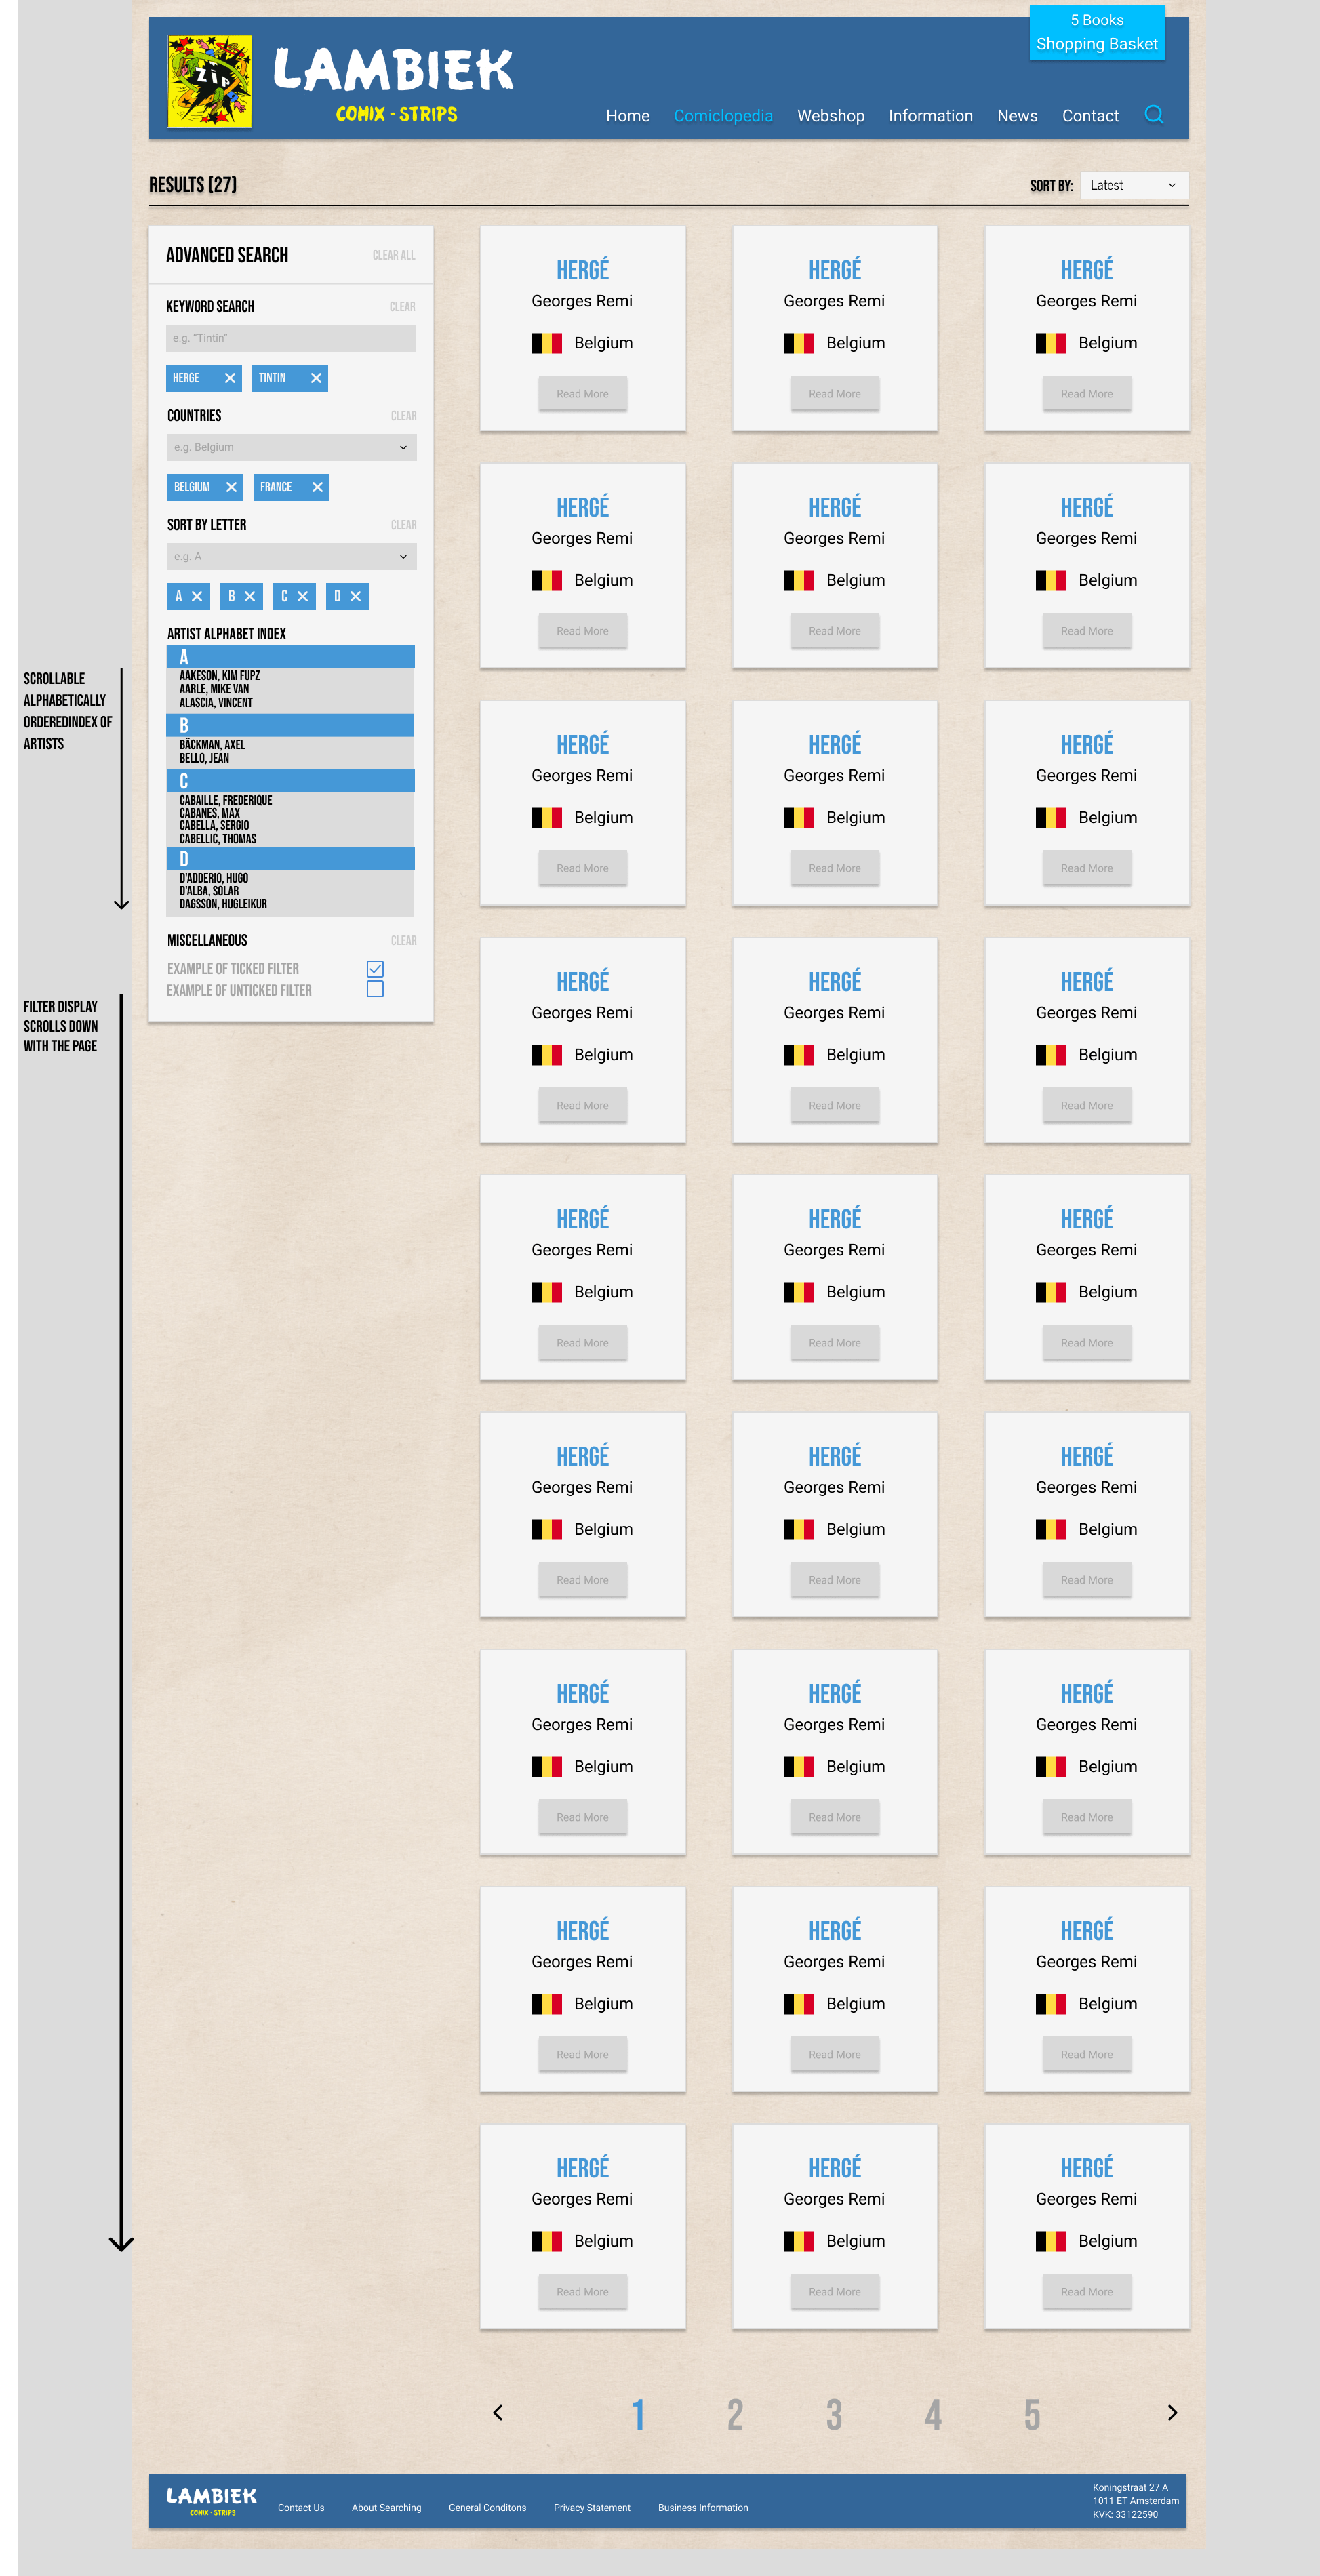 5 Books
Shopping Basket
ZIP
LAMBIEK
COMIX - STRIPS
Home Comiclopedia Webshop Information News Contact
RESULTS (27)
SORT BY: Latest
ADVANCED SEARCH CLEAR ALL
KEYWORD SEARCH CLEAR
e.g. "Tintin"
HERGE TINTIN
COUNTRIES CLEAR
e.g. Belgium
BELGIUM FRANCE
SORT BY LETTER CLEAR
e.g. A
A B C D
ARTIST ALPHABET INDEX
A
AAKESON, KIM FUPZ
AARLE, MIKE VAN
ALASCIA, VINCENT
B
BÄCKMAN, AXEL
BELLO, JEAN
C
CABAILLE, FREDERIQUE
CABANES, MAX
CABELLA, SERGIO
CABELLIC, THOMAS
D
D'ADDERIO, HUGO
D'ALBA, SOLAR
DAGSSON, HUGLEIKUR
MISCELLANEOUS CLEAR
EXAMPLE OF TICKED FILTER
EXAMPLE OF UNTICKED FILTER
SCROLLABLE
ALPHABETICALLY
ORDEREDINDEX OF
ARTISTS
FILTER DISPLAY
SCROLLS DOWN
WITH THE PAGE
HERGÉ HERGÉ HERGÉ
Georges Remi Georges Remi Georges Remi
Belgium Belgium Belgium
Read More Read More Read More
HERGÉ HERGÉ HERGÉ
Georges Remi Georges Remi Georges Remi
Belgium Belgium Belgium
Read More Read More Read More
HERGÉ HERGÉ HERGÉ
Georges Remi Georges Remi Georges Remi
Belgium Belgium Belgium
Read More Read More Read More
HERGÉ HERGÉ HERGÉ
Georges Remi Georges Remi Georges Remi
Belgium Belgium Belgium
Read More Read More Read More
HERGÉ HERGÉ HERGÉ
Georges Remi Georges Remi Georges Remi
Belgium Belgium Belgium
Read More Read More Read More
HERGÉ HERGÉ HERGÉ
Georges Remi Georges Remi Georges Remi
Belgium Belgium Belgium
Read More Read More Read More
HERGÉ HERGÉ HERGÉ
Georges Remi Georges Remi Georges Remi
Belgium Belgium Belgium
Read More Read More Read More
HERGÉ HERGÉ HERGÉ
Georges Remi Georges Remi Georges Remi
Belgium Belgium Belgium
Read More Read More Read More
HERGÉ HERGÉ HERGÉ
Georges Remi Georges Remi Georges Remi
Belgium Belgium Belgium
Read More Read More Read More
1 2 3 4 5
LAMBIEK
COMIX - STRIPS
Contact Us About Searching General Conditons Privacy Statement Business Information
Koningstraat 27 A
1011 ET Amsterdam
KVK: 33122590